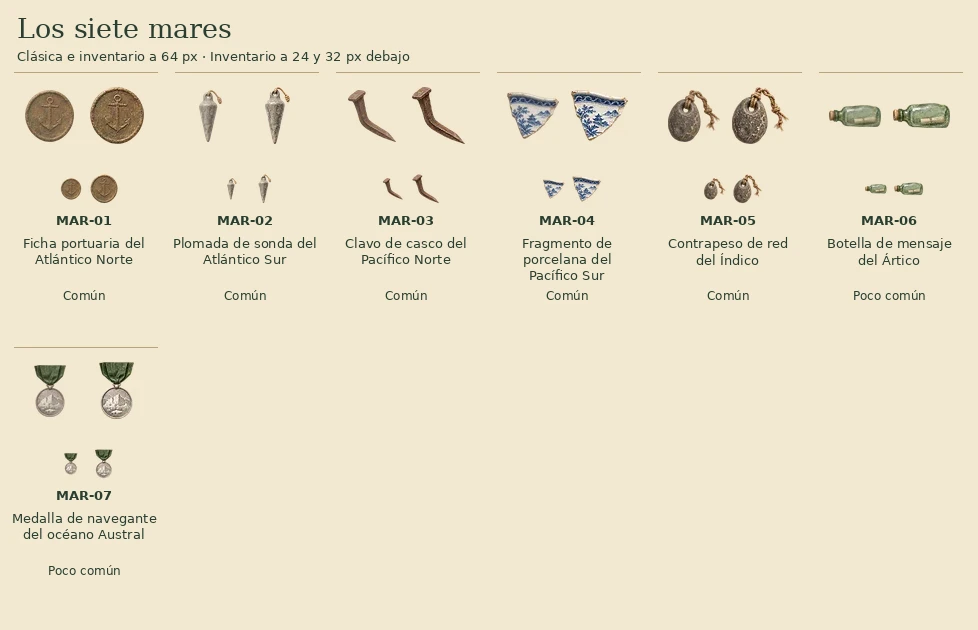 Los siete mares
Clásica e inventario a 64 px · Inventario a 24 y 32 px debajo
MAR-01
Ficha portuaria del
Atlántico Norte
Común
MAR-02
Plomada de sonda del
Atlántico Sur
Común
MAR-03
Clavo de casco del
Pacífico Norte
Común
MAR-04
Fragmento de
porcelana del
Pacífico Sur
Común
MAR-05
Contrapeso de red
del Índico
Común
MAR-06
Botella de mensaje
del Ártico
Poco común
MAR-07
Medalla de navegante
del océano Austral
Poco común